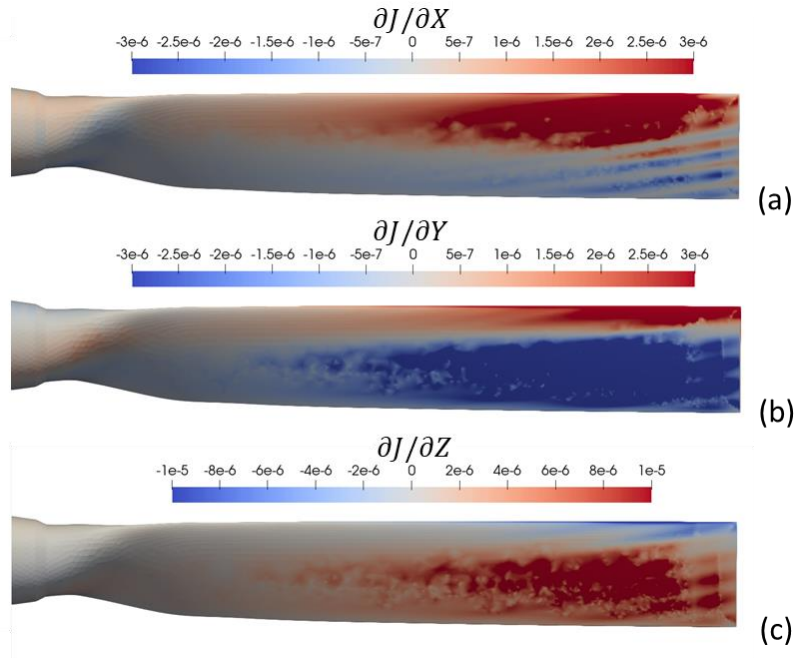 ∂J/∂X
-3e-6 -2.5e-6 -2e-6 -1.5e-6 -1e-6 -5e-7 0 5e-7 1e-6 1.5e-6 2e-6 2.5e-6 3e-6
(a)
∂J/∂Y
-3e-6 -2.5e-6 -2e-6 -1.5e-6 -1e-6 -5e-7 0 5e-7 1e-6 1.5e-6 2e-6 2.5e-6 3e-6
(b)
∂J/∂Z
-1e-5 -8e-6 -6e-6 -4e-6 -2e-6 0 2e-6 4e-6 6e-6 8e-6 1e-5
(c)